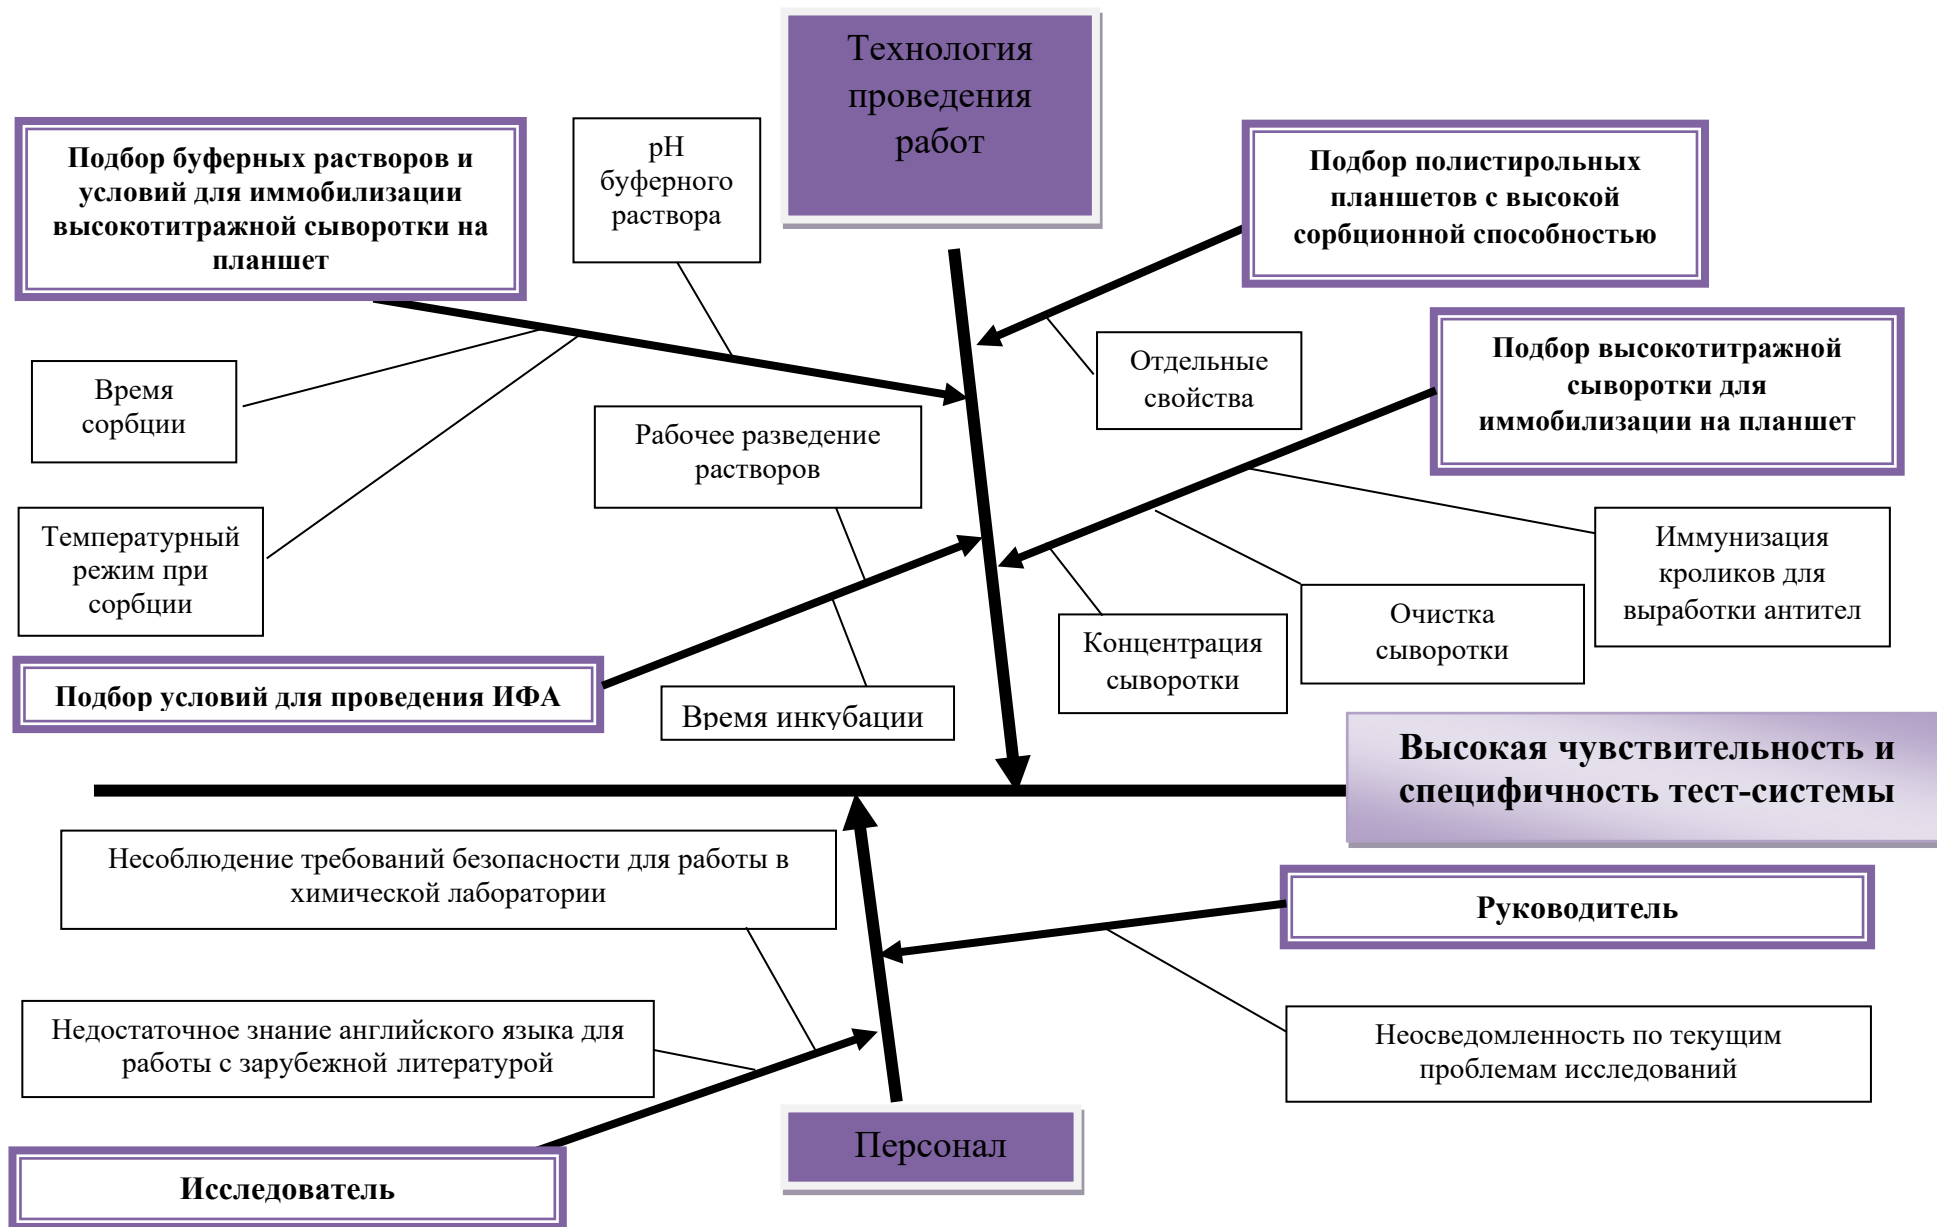 Технология
проведения
работ
Подбор буферных растворов и
условий для иммобилизации
высокотитражной сыворотки на
планшет
pH
буферного
раствора
Подбор полистирольных
планшетов с высокой
сорбционной способностью
Время
сорбции
Рабочее разведение
растворов
Отдельные
свойства
Подбор высокотитражной
сыворотки для
иммобилизации на планшет
Температурный
режим при
сорбции
Иммунизация
кроликов для
выработки антител
Очистка
сыворотки
Концентрация
сыворотки
Подбор условий для проведения ИФА
Время инкубации
Высокая чувствительность и
специфичность тест-системы
Несоблюдение требований безопасности для работы в
химической лаборатории
Руководитель
Недостаточное знание английского языка для
работы с зарубежной литературой
Неосведомленность по текущим
проблемам исследований
Персонал
Исследователь